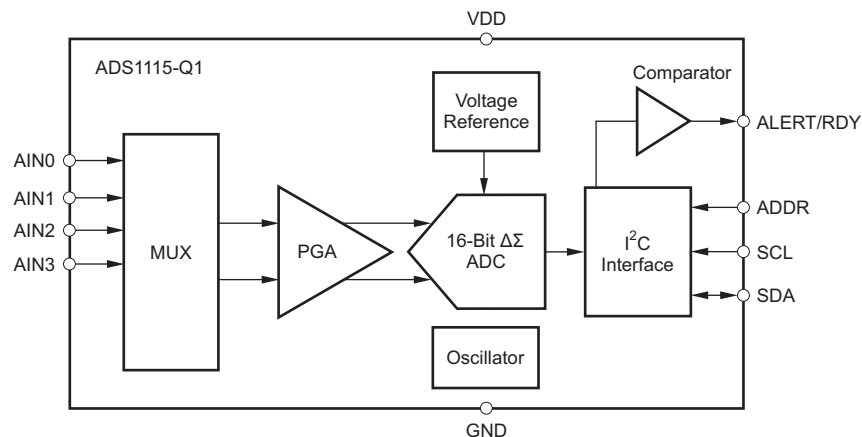 VDD
ADS1115-Q1
Comparator
Voltage
Reference
ALERT/RDY
AIN0
AIN1
AIN2
AIN3
MUX
PGA
16-Bit ΔΣ
ADC
I²C
Interface
ADDR
SCL
SDA
Oscillator
GND